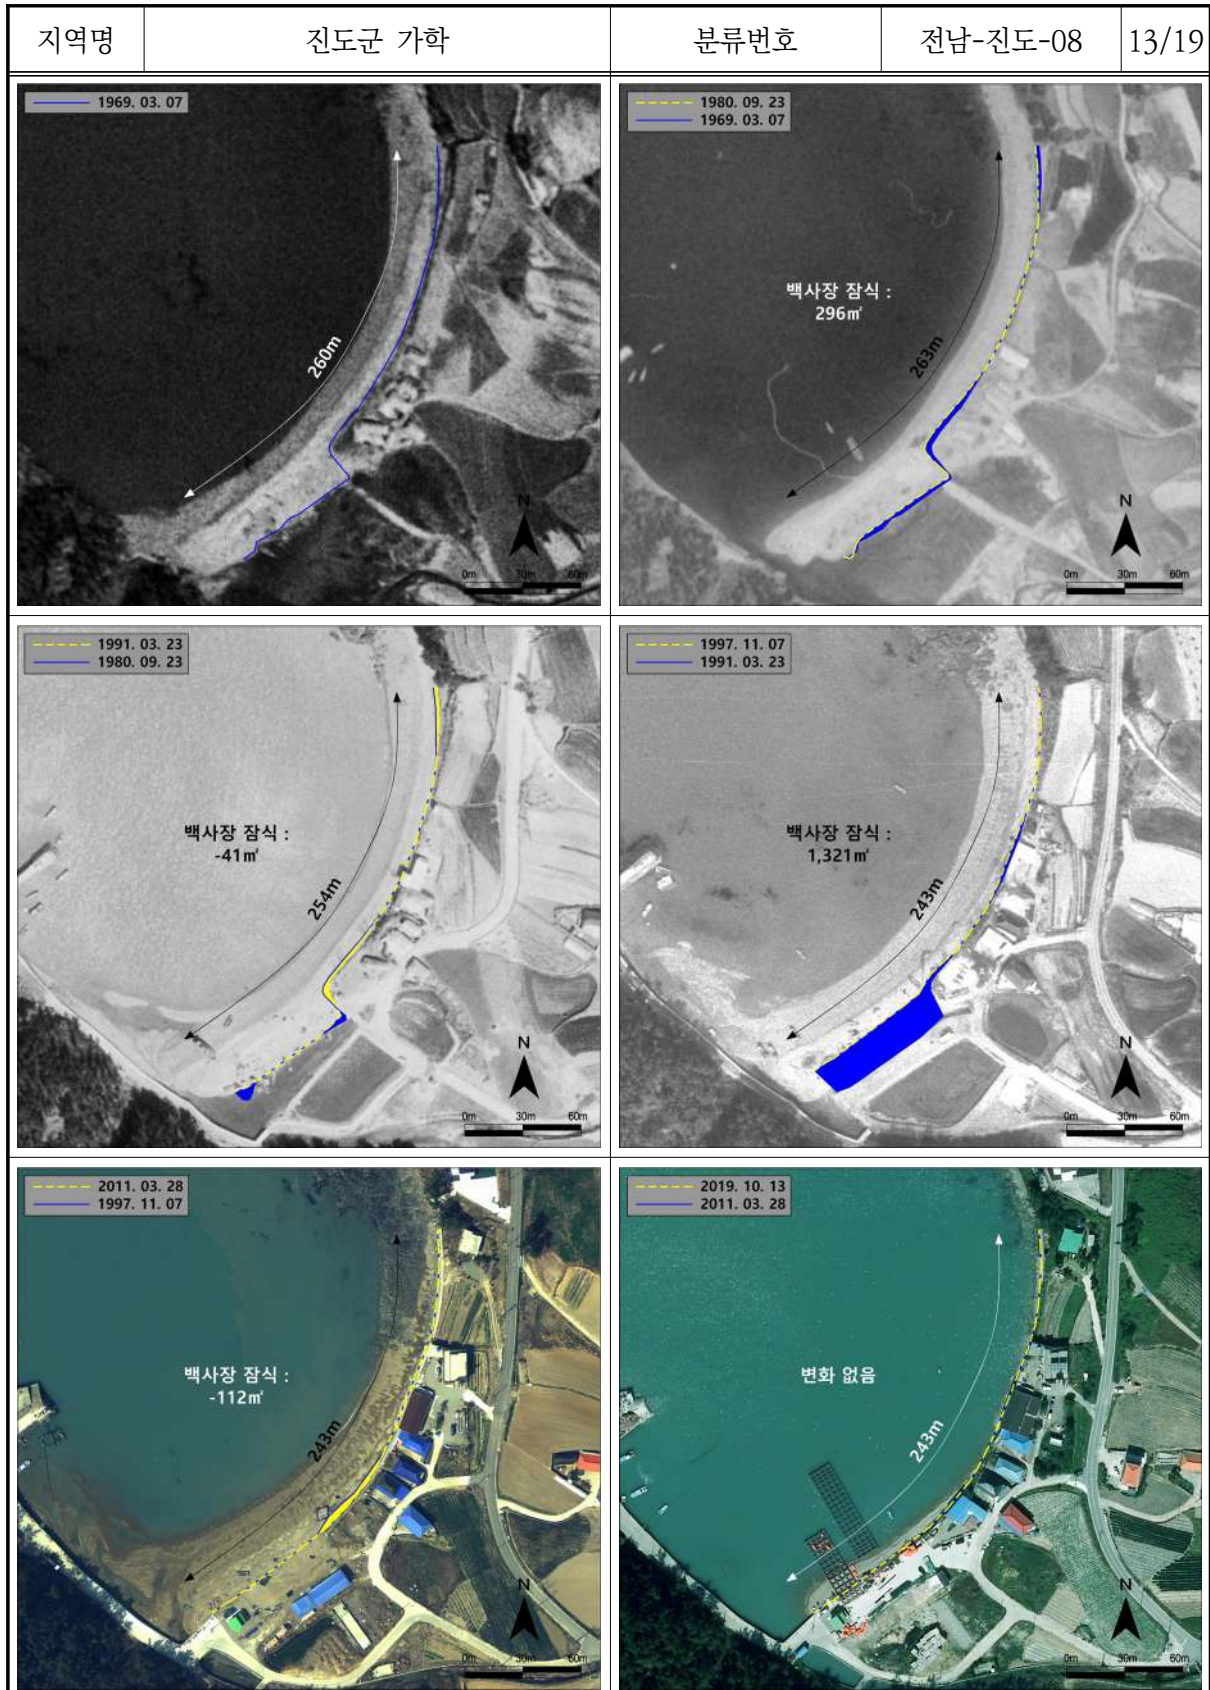 지역명 진도군 가학 분류번호 전남-진도-08 13/19
1969. 03. 07
260m
N
0m 30m 60m
1980. 09. 23
1969. 03. 07
백사장 잠식 :
296㎡
263m
N
0m 30m 60m
1991. 03. 23
1980. 09. 23
백사장 잠식 :
-41㎡
254m
N
0m 30m 60m
1997. 11. 07
1991. 03. 23
백사장 잠식 :
1,321㎡
243m
N
0m 30m 60m
2011. 03. 28
1997. 11. 07
백사장 잠식 :
-112㎡
243m
N
0m 30m 60m
2019. 10. 13
2011. 03. 28
변화 없음
243m
N
0m 30m 60m